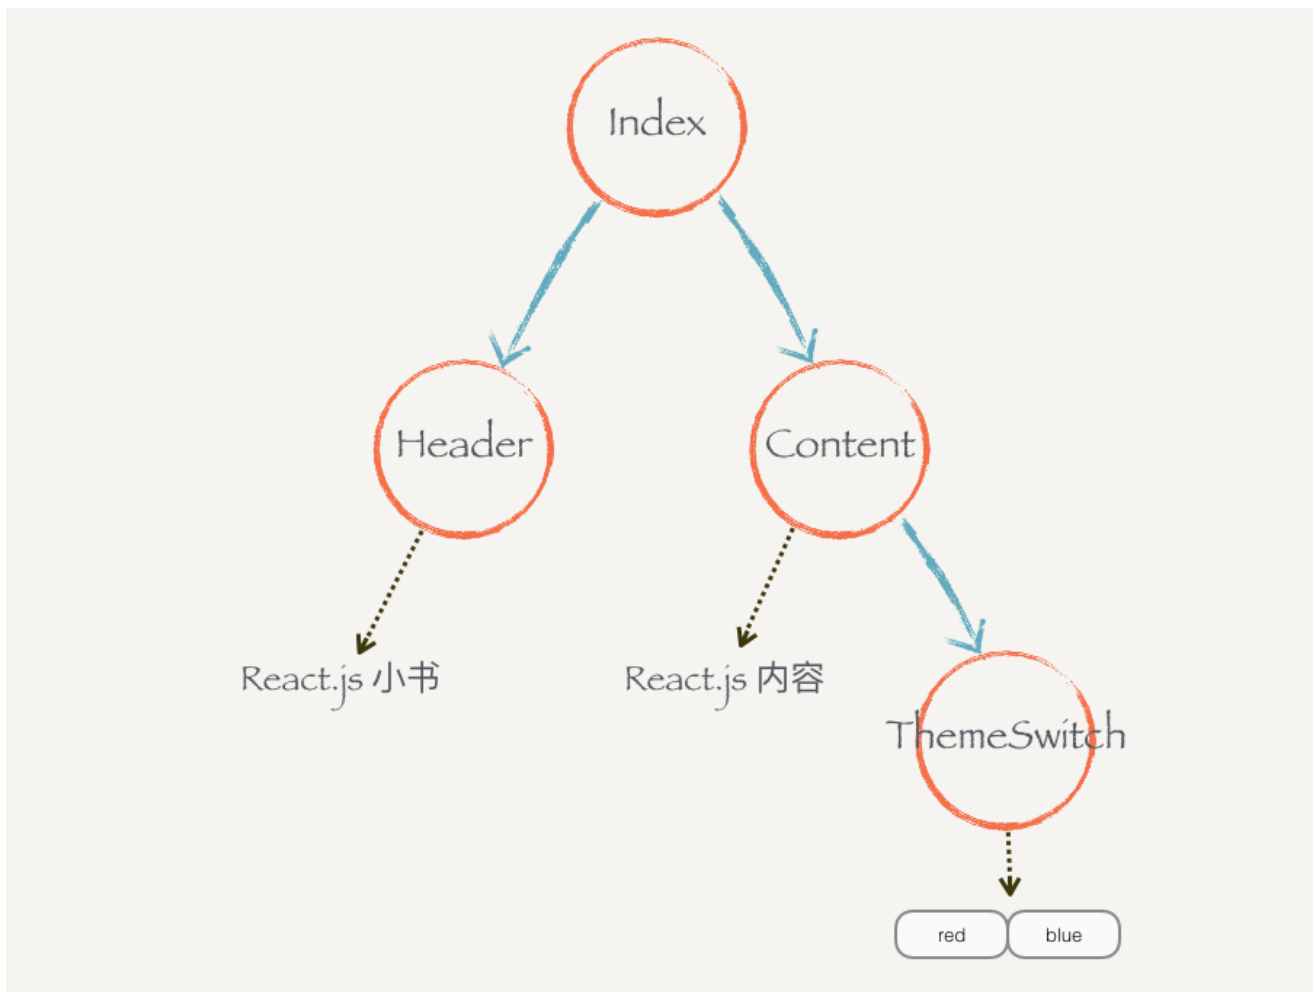 Index
Header
Content
React.js 小书
React.js 内容
ThemeSwitch
red
blue